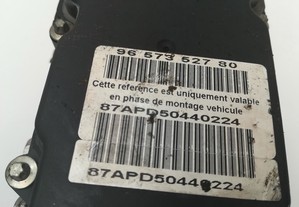 96 573 527 80
Cette reference est uniquement valable
en phase de montage vehicule
87APD50440224
87APD50440224